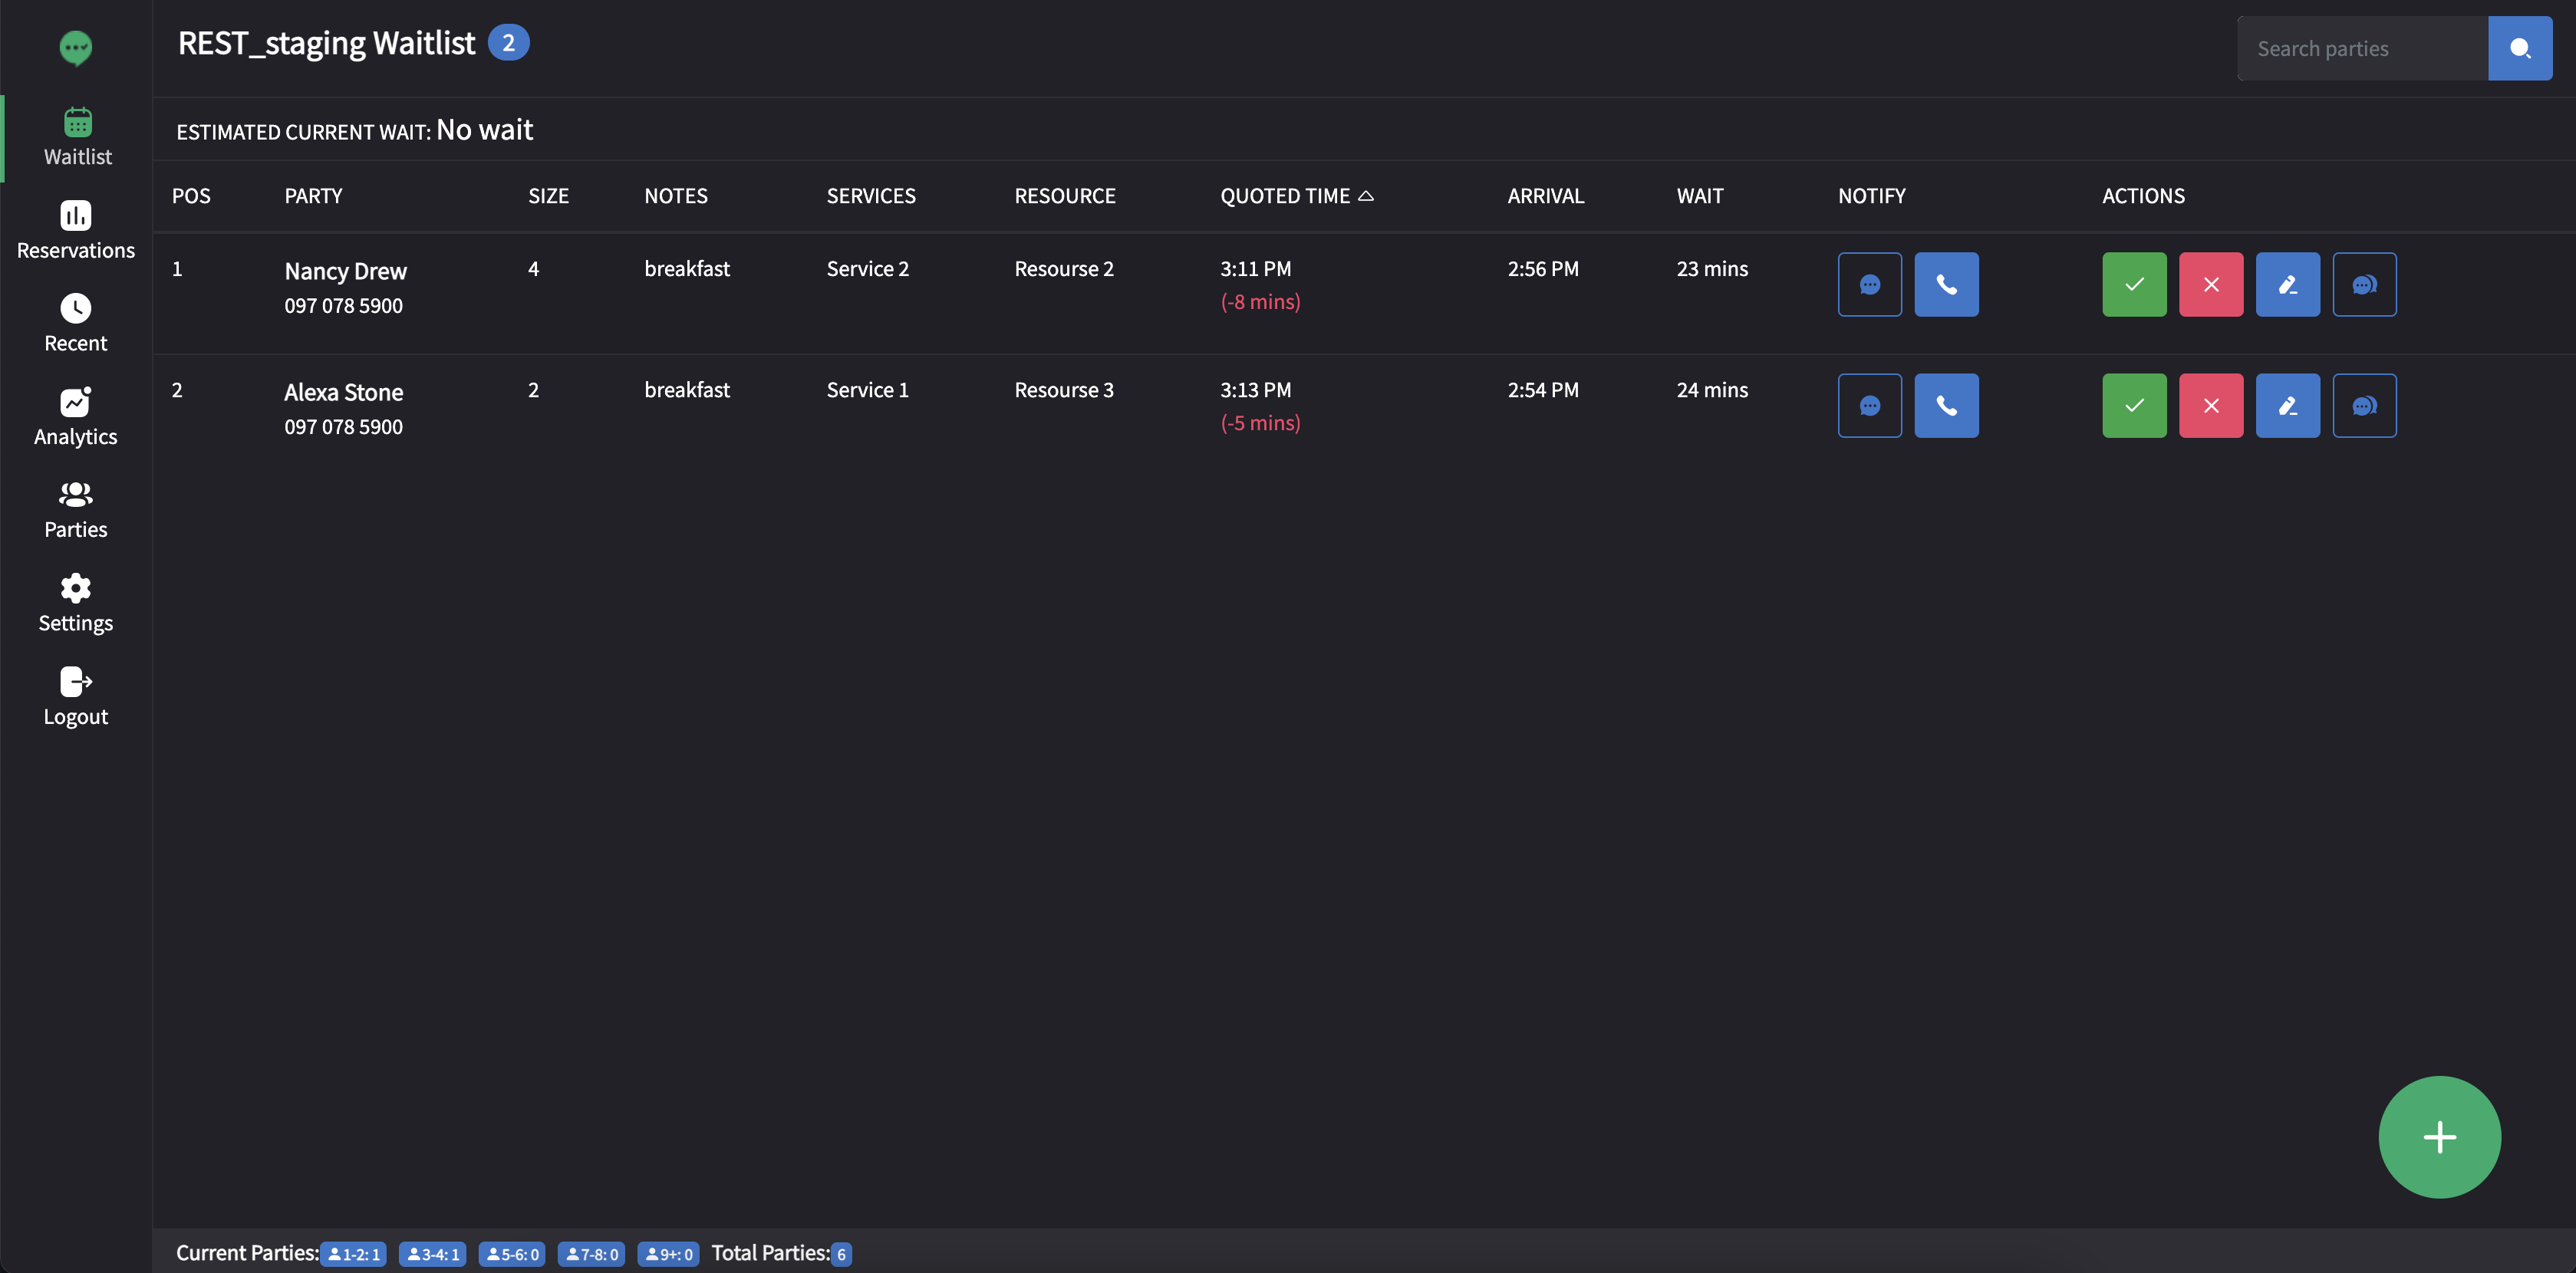 REST_staging Waitlist 2
Search parties
ESTIMATED CURRENT WAIT: No wait
POS PARTY SIZE NOTES SERVICES RESOURCE QUOTED TIME ARRIVAL WAIT NOTIFY ACTIONS
1 Nancy Drew 4 breakfast Service 2 Resourse 2 3:11 PM 2:56 PM 23 mins
097 078 5900 (-8 mins)
2 Alexa Stone 2 breakfast Service 1 Resourse 3 3:13 PM 2:54 PM 24 mins
097 078 5900 (-5 mins)
Waitlist
Reservations
Recent
Analytics
Parties
Settings
Logout
Current Parties: 1-2: 1 3-4: 1 5-6: 0 7-8: 0 9+: 0 Total Parties: 6